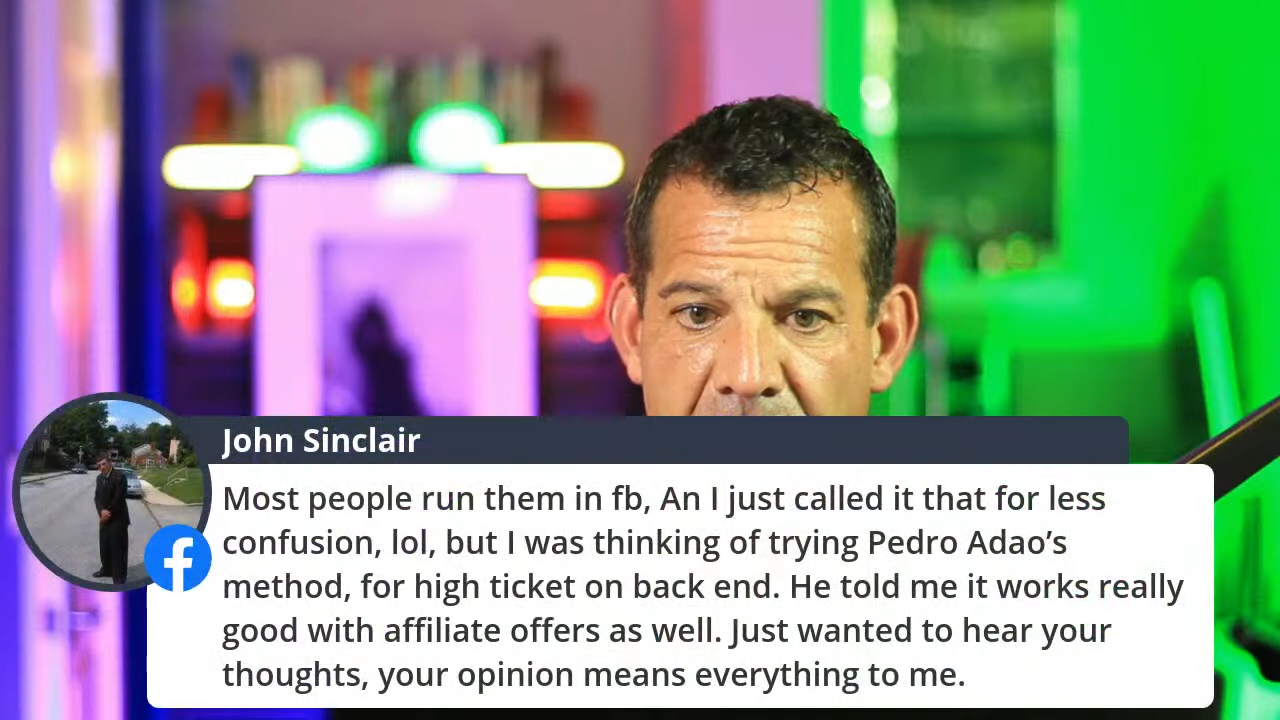 John Sinclair
Most people run them in fb, An I just called it that for less
confusion, lol, but I was thinking of trying Pedro Adao’s
method, for high ticket on back end. He told me it works really
good with affiliate offers as well. Just wanted to hear your
thoughts, your opinion means everything to me.